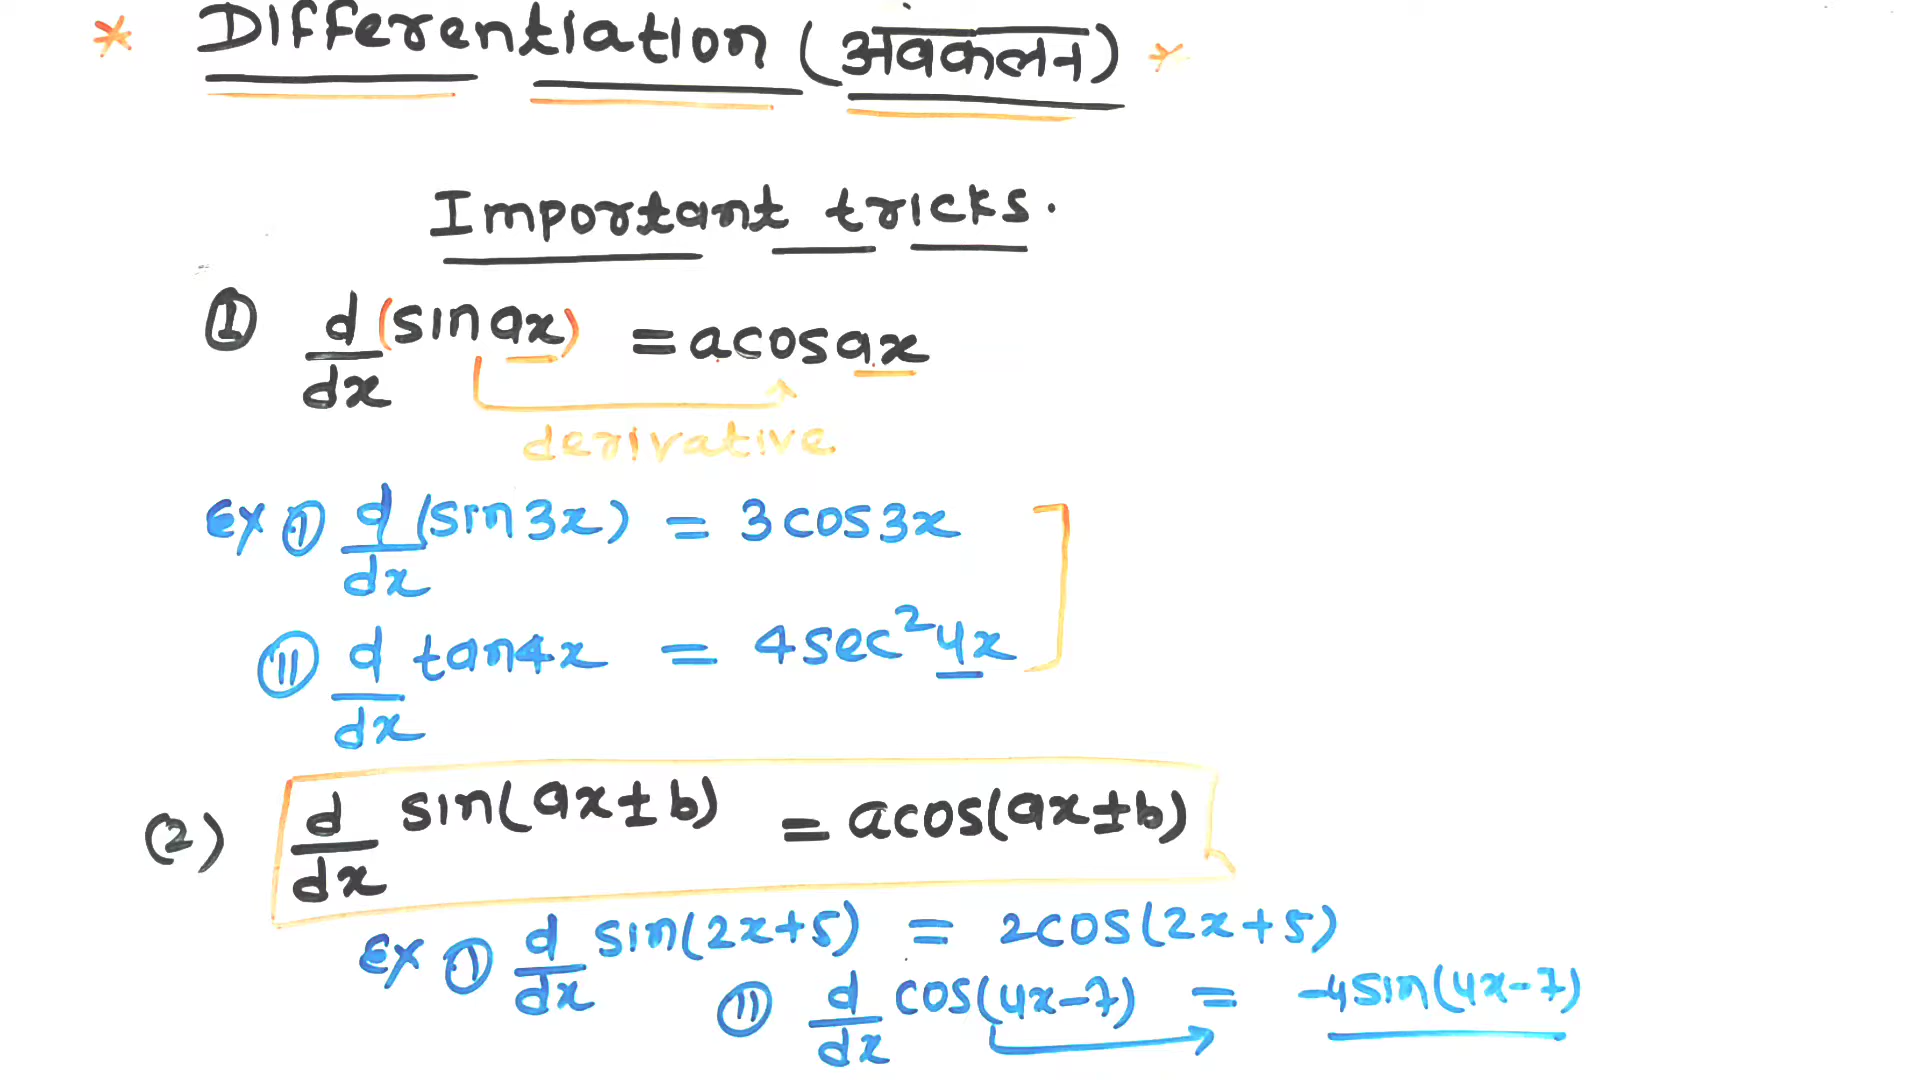 * Differentiation (अवकलन) *
Important tricks.
① d/dx (sin ax) = a cos ax
derivative
Ex ① d/dx (sin 3x) = 3 cos 3x
⑪ d/dx tan 4x = 4 sec² 4x
(2) d/dx sin(ax ± b) = a cos(ax ± b)
Ex ① d/dx sin(2x+5) = 2 cos(2x+5)
⑪ d/dx cos(4x-7) = -4 sin(4x-7)